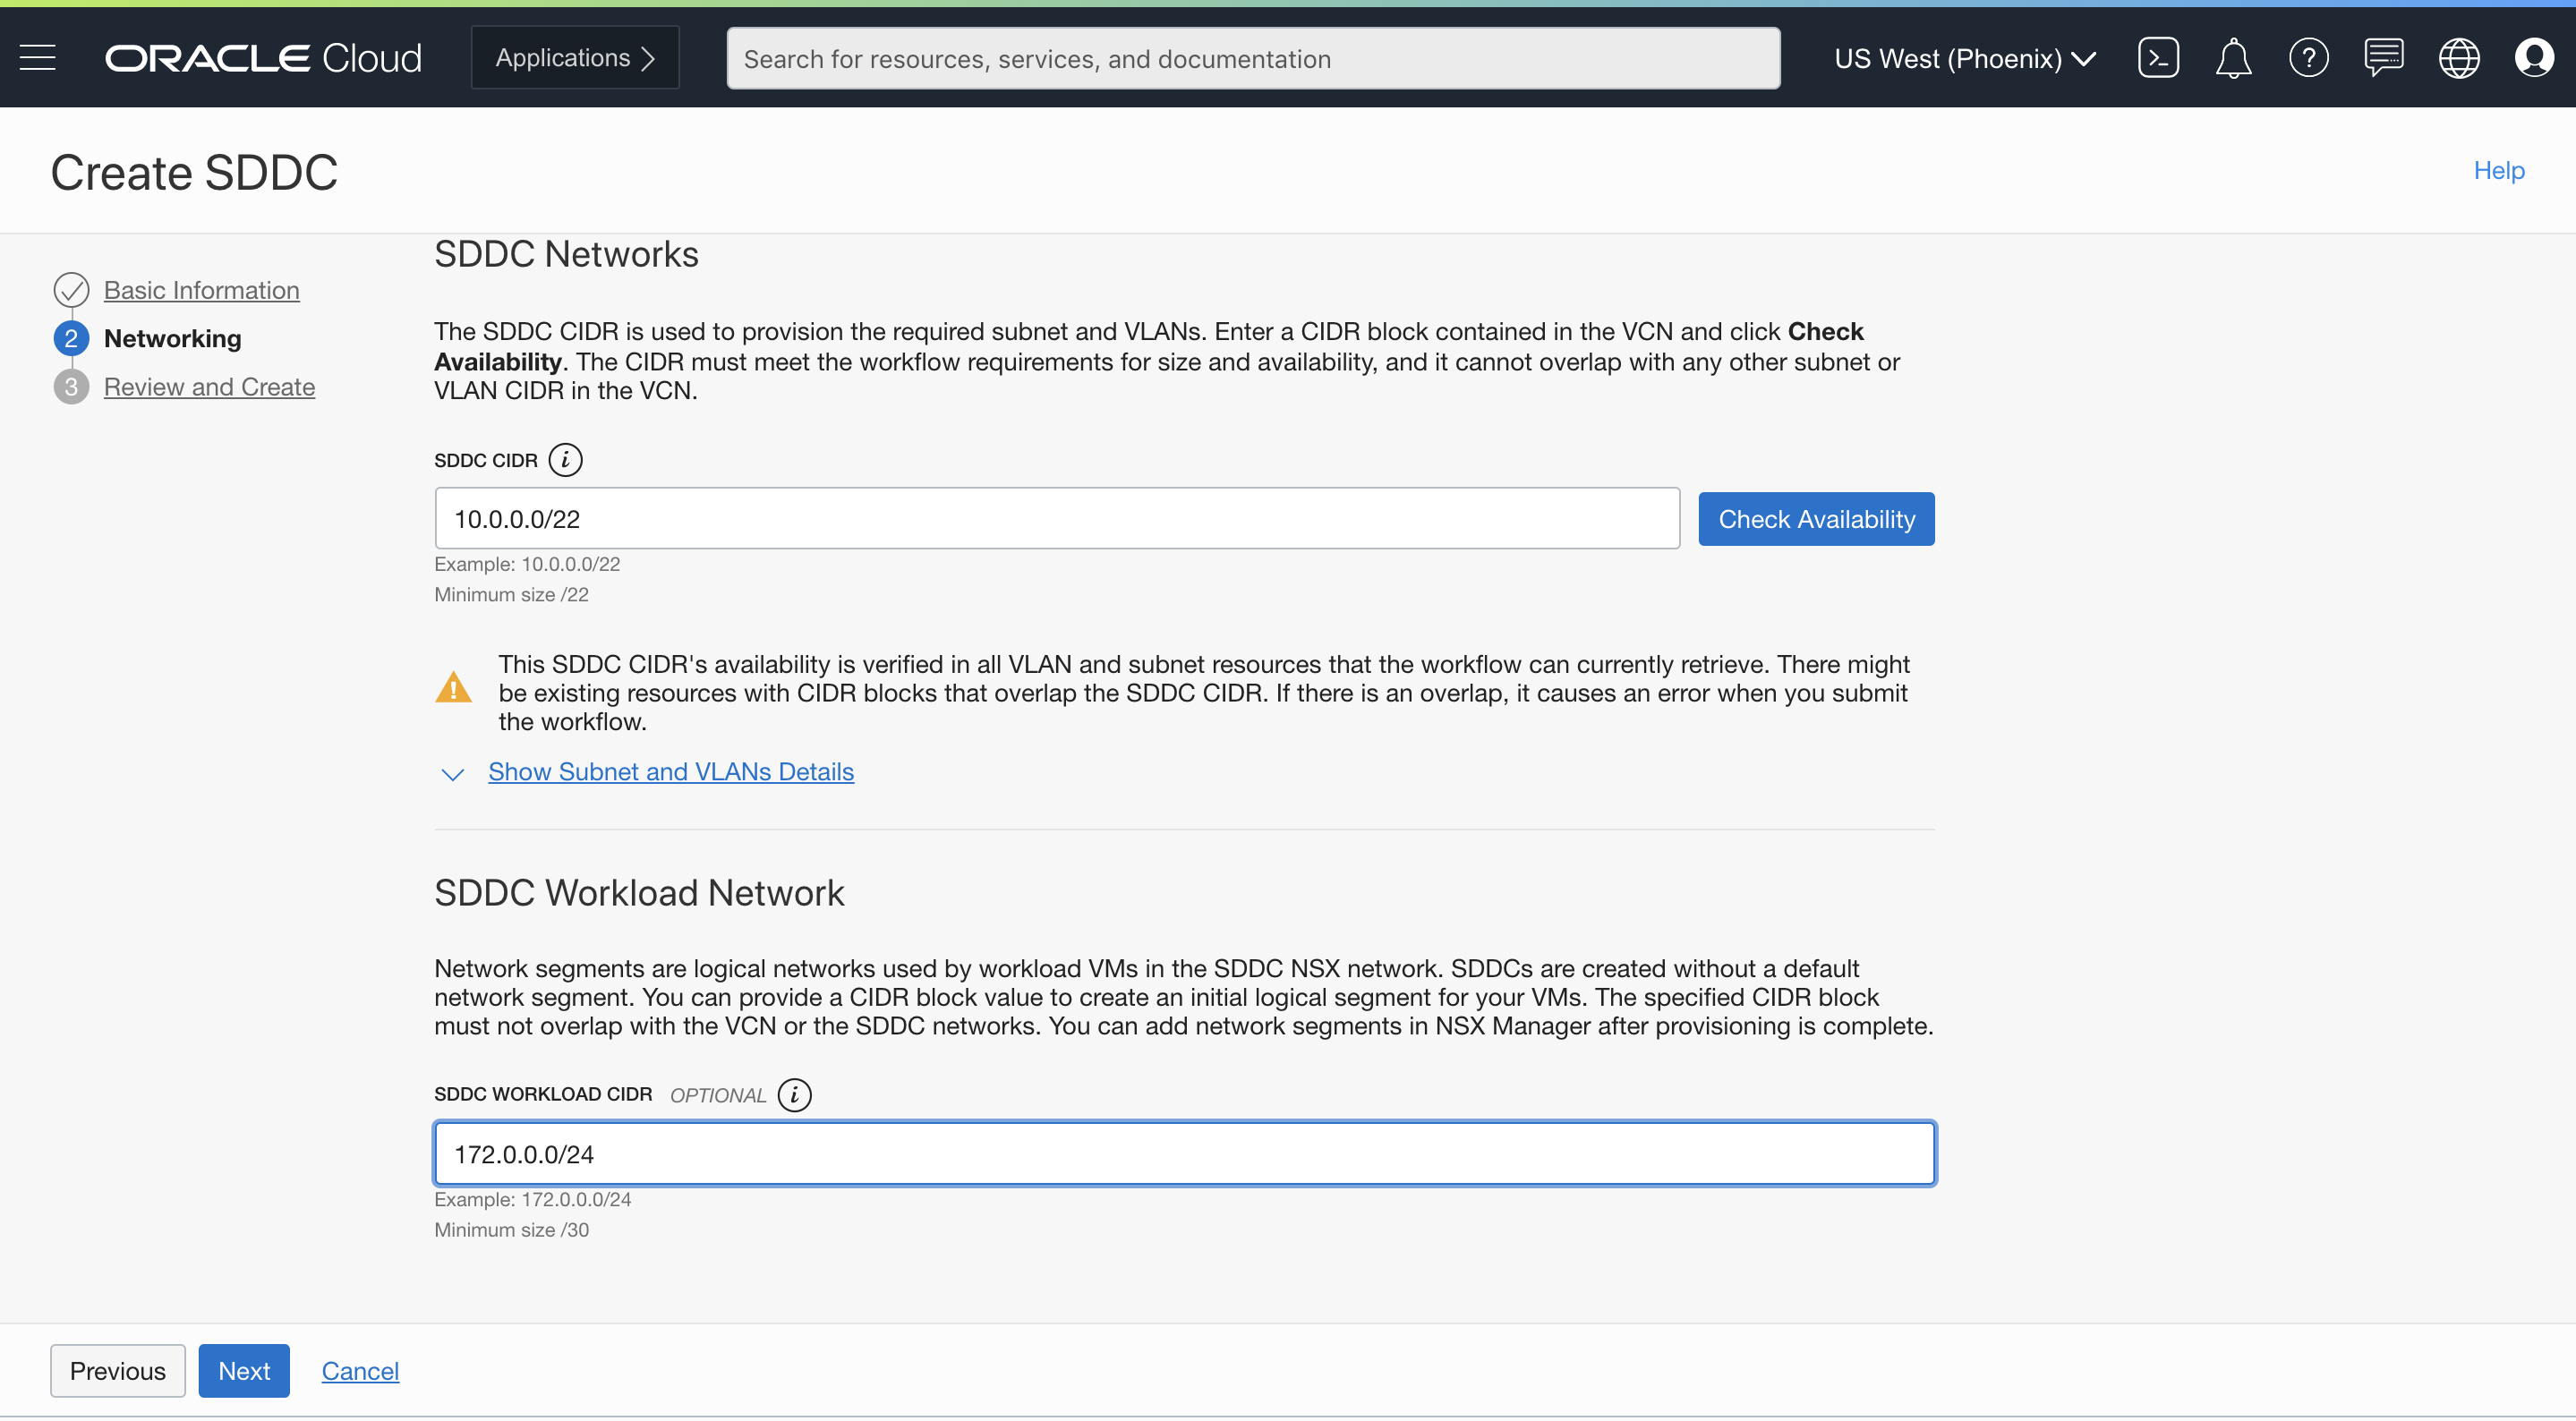 ORACLE Cloud
Applications
Search for resources, services, and documentation
US West (Phoenix)
Create SDDC
Help
Basic Information
2 Networking
3 Review and Create
SDDC Networks
The SDDC CIDR is used to provision the required subnet and VLANs. Enter a CIDR block contained in the VCN and click Check
Availability. The CIDR must meet the workflow requirements for size and availability, and it cannot overlap with any other subnet or
VLAN CIDR in the VCN.
SDDC CIDR i
10.0.0.0/22
Check Availability
Example: 10.0.0.0/22
Minimum size /22
This SDDC CIDR's availability is verified in all VLAN and subnet resources that the workflow can currently retrieve. There might
be existing resources with CIDR blocks that overlap the SDDC CIDR. If there is an overlap, it causes an error when you submit
the workflow.
Show Subnet and VLANs Details
SDDC Workload Network
Network segments are logical networks used by workload VMs in the SDDC NSX network. SDDCs are created without a default
network segment. You can provide a CIDR block value to create an initial logical segment for your VMs. The specified CIDR block
must not overlap with the VCN or the SDDC networks. You can add network segments in NSX Manager after provisioning is complete.
SDDC WORKLOAD CIDR OPTIONAL i
172.0.0.0/24
Example: 172.0.0.0/24
Minimum size /30
Previous
Next
Cancel